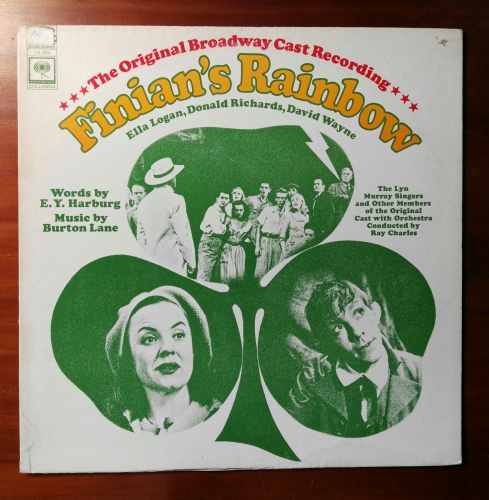 COLUMBIA
★★★The Original Broadway Cast Recording★★★
Finian's Rainbow
Ella Logan, Donald Richards, David Wayne
Words by
E. Y. Harburg
Music by
Burton Lane
The Lyn
Murray Singers
and Other Members
of the Original
Cast with Orchestra
Conducted by
Ray Charles